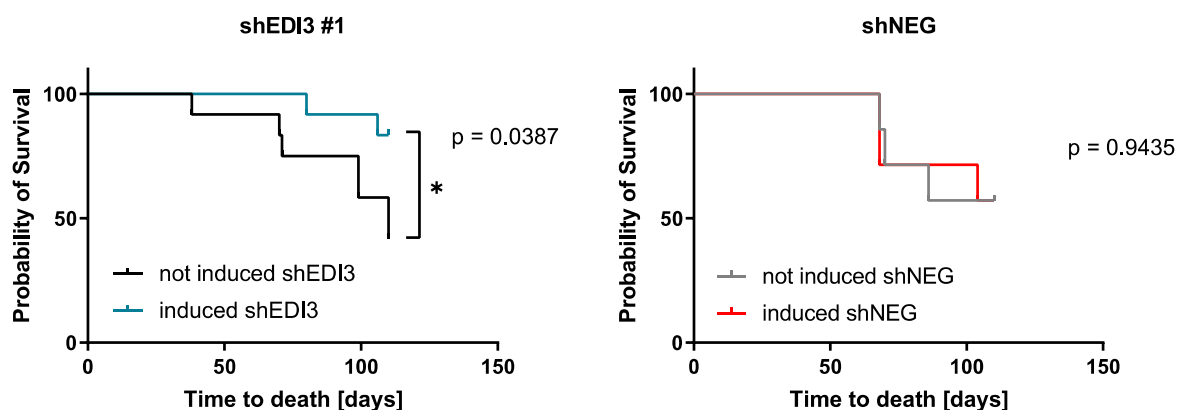 shEDI3 #1
Probability of Survival
100
50
0
0
50
100
150
Time to death [days]
p = 0.0387
*
not induced shEDI3
induced shEDI3
shNEG
Probability of Survival
100
50
0
0
50
100
150
Time to death [days]
p = 0.9435
not induced shNEG
induced shNEG